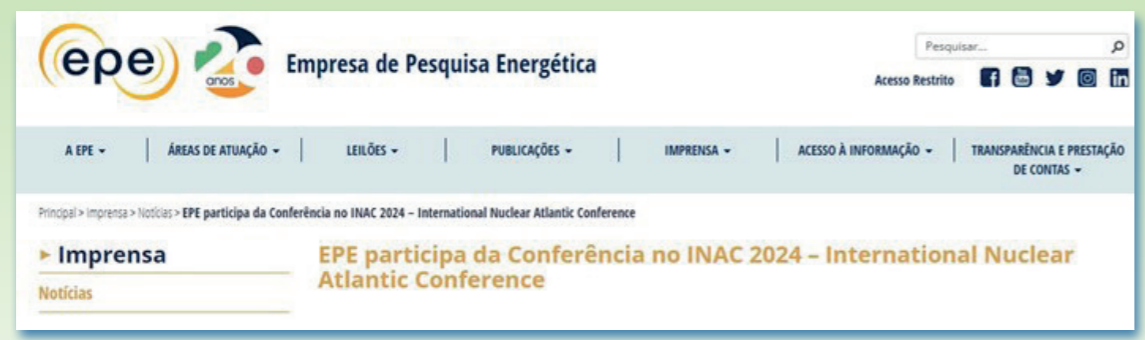 epe
20
anos
Empresa de Pesquisa Energética
Pesquisar...
Acesso Restrito
A EPE
ÁREAS DE ATUAÇÃO
LEILÕES
PUBLICAÇÕES
IMPRENSA
ACESSO À INFORMAÇÃO
TRANSPARÊNCIA E PRESTAÇÃO
DE CONTAS
Principal > Imprensa > Notícias > EPE participa da Conferência no INAC 2024 – International Nuclear Atlantic Conference
Imprensa
Notícias
EPE participa da Conferência no INAC 2024 – International Nuclear
Atlantic Conference